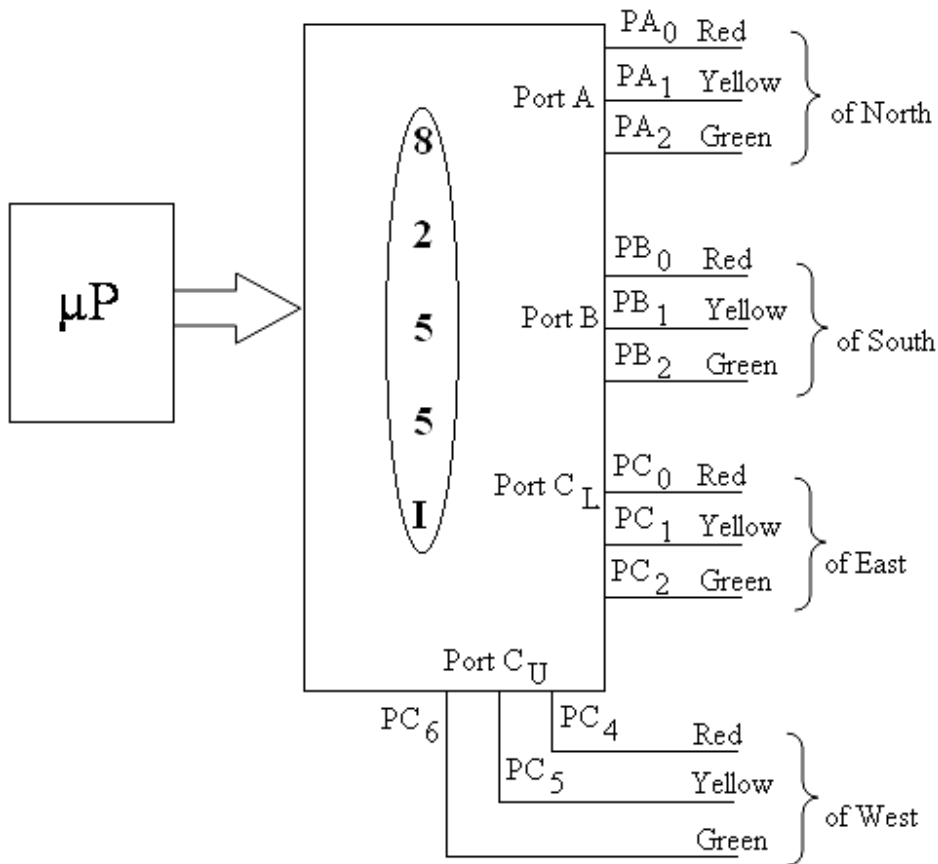 µP
8
2
5
5
I
Port A
PA0 Red
PA1 Yellow
PA2 Green
of North
Port B
PB0 Red
PB1 Yellow
PB2 Green
of South
Port CL
PC0 Red
PC1 Yellow
PC2 Green
of East
Port CU
PC6
PC5
PC4
Red
Yellow
Green
of West